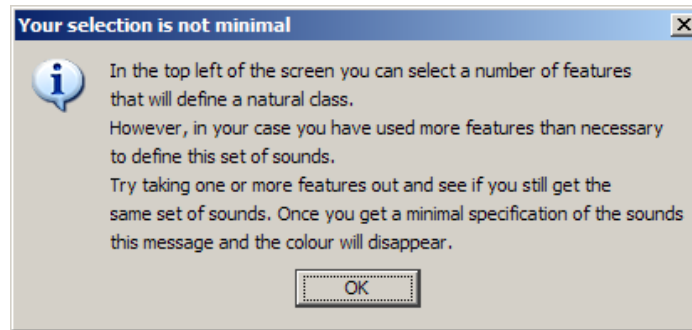 Your selection is not minimal
In the top left of the screen you can select a number of features
that will define a natural class.
However, in your case you have used more features than necessary
to define this set of sounds.
Try taking one or more features out and see if you still get the
same set of sounds. Once you get a minimal specification of the sounds
this message and the colour will disappear.
OK